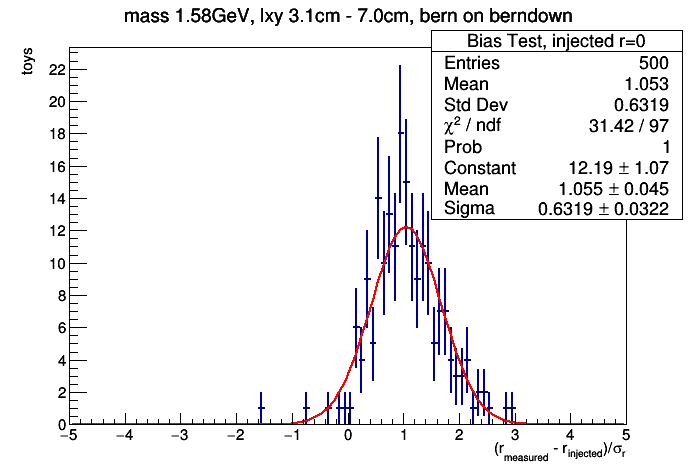 mass 1.58GeV, lxy 3.1cm - 7.0cm, bern on berndown
Bias Test, injected r=0
Entries 500
Mean 1.053
Std Dev 0.6319
χ² / ndf 31.42 / 97
Prob 1
Constant 12.19 ± 1.07
Mean 1.055 ± 0.045
Sigma 0.6319 ± 0.0322
toys
22
20
18
16
14
12
10
8
6
4
2
0
−5 −4 −3 −2 −1 0 1 2 3 4 5
(r_measured - r_injected)/σ_r